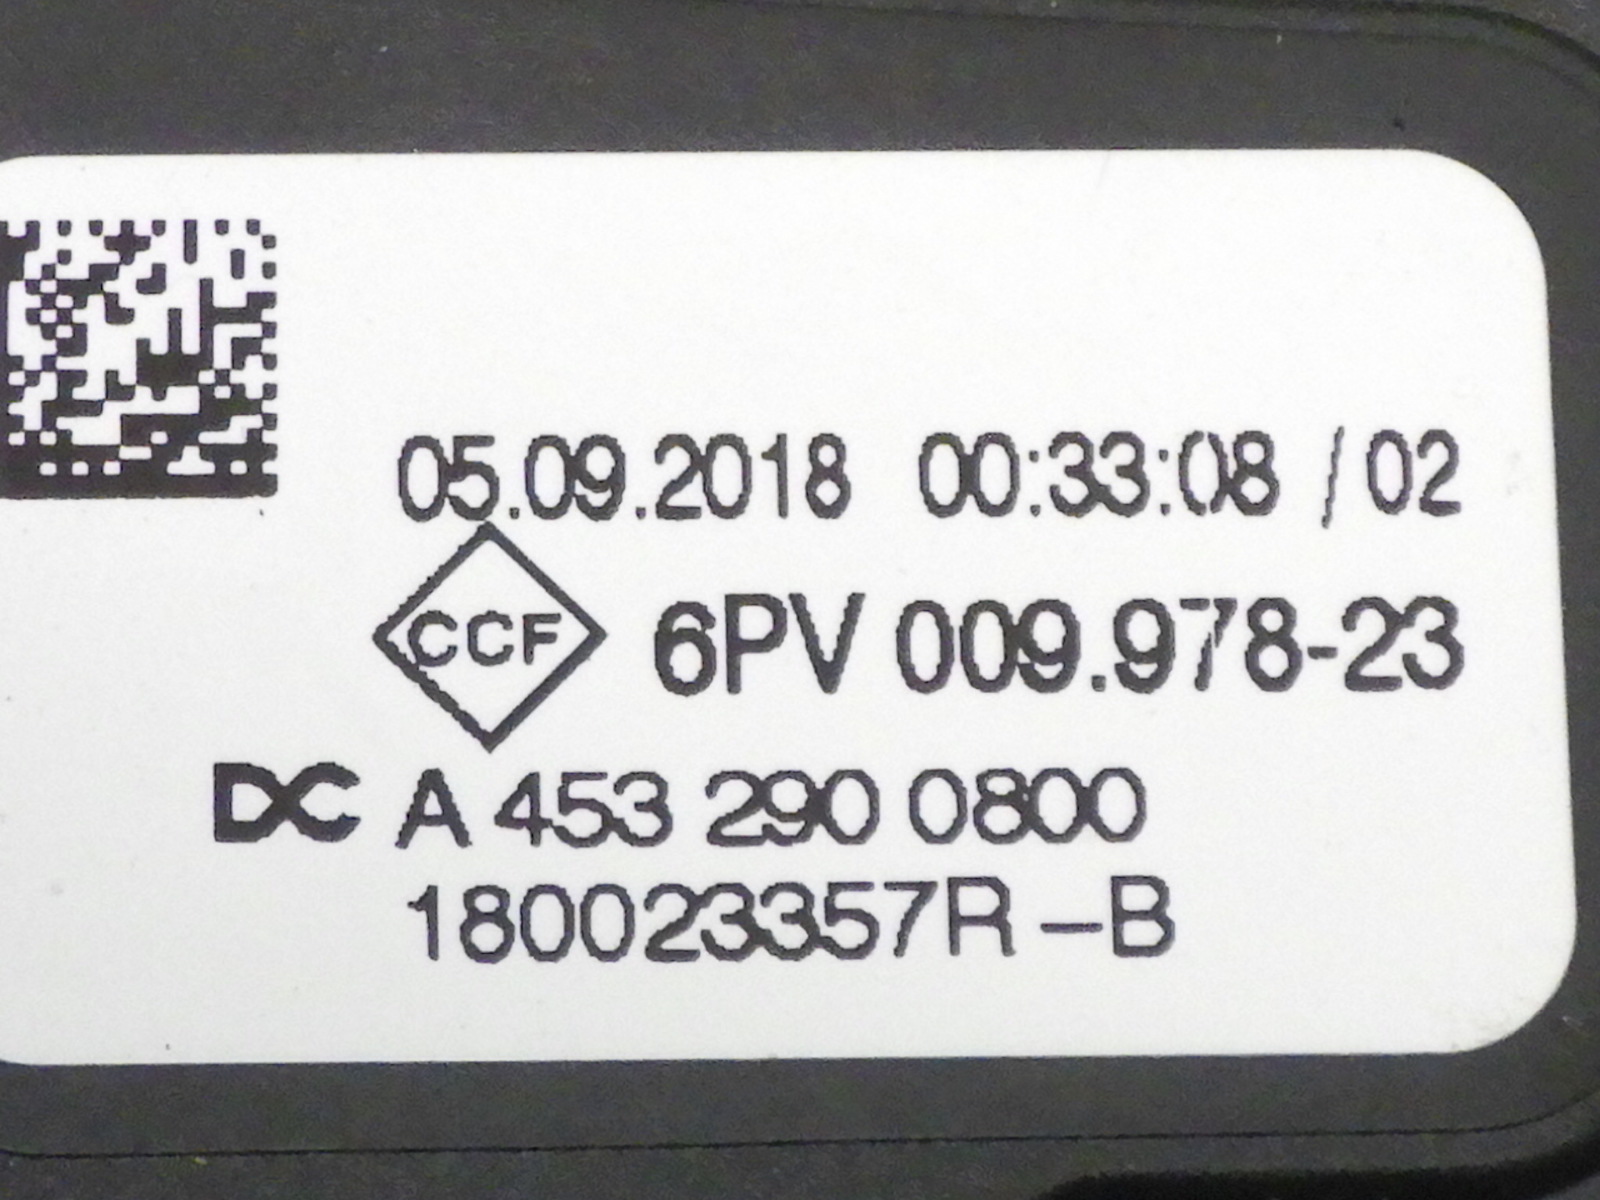 05.09.2018 00:33:08 / 02
CCF 6PV 009.978-23
DC A 453 290 0800
180023357R -B